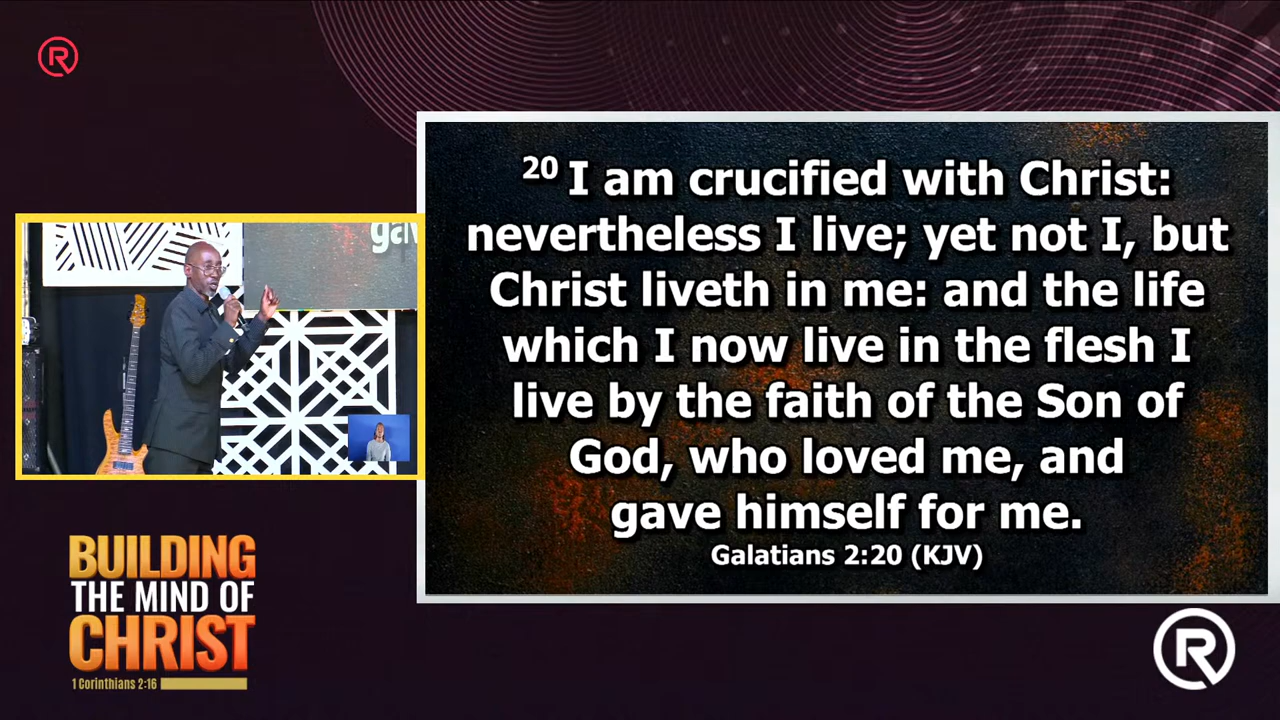 R
gav
20 I am crucified with Christ:
nevertheless I live; yet not I, but
Christ liveth in me: and the life
which I now live in the flesh I
live by the faith of the Son of
God, who loved me, and
gave himself for me.
Galatians 2:20 (KJV)
BUILDING
THE MIND OF
CHRIST
1 Corinthians 2:16
R